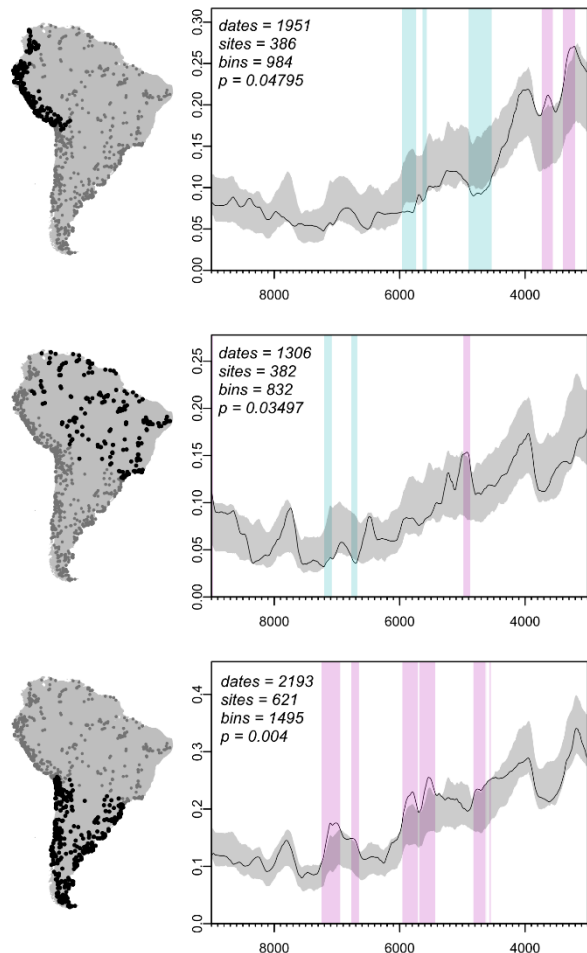 0.30
0.25
0.20
0.15
0.10
0.05
0.00
dates = 1951
sites = 386
bins = 984
p = 0.04795
8000 6000 4000
0.25
0.20
0.15
0.10
0.05
0.00
dates = 1306
sites = 382
bins = 832
p = 0.03497
8000 6000 4000
0.4
0.3
0.2
0.1
0.0
dates = 2193
sites = 621
bins = 1495
p = 0.004
8000 6000 4000